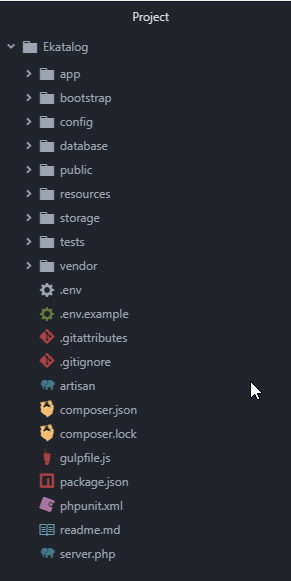 Project
Ekatalog
app
bootstrap
config
database
public
resources
storage
tests
vendor
.env
.env.example
.gitattributes
.gitignore
artisan
composer.json
composer.lock
gulpfile.js
package.json
phpunit.xml
readme.md
server.php